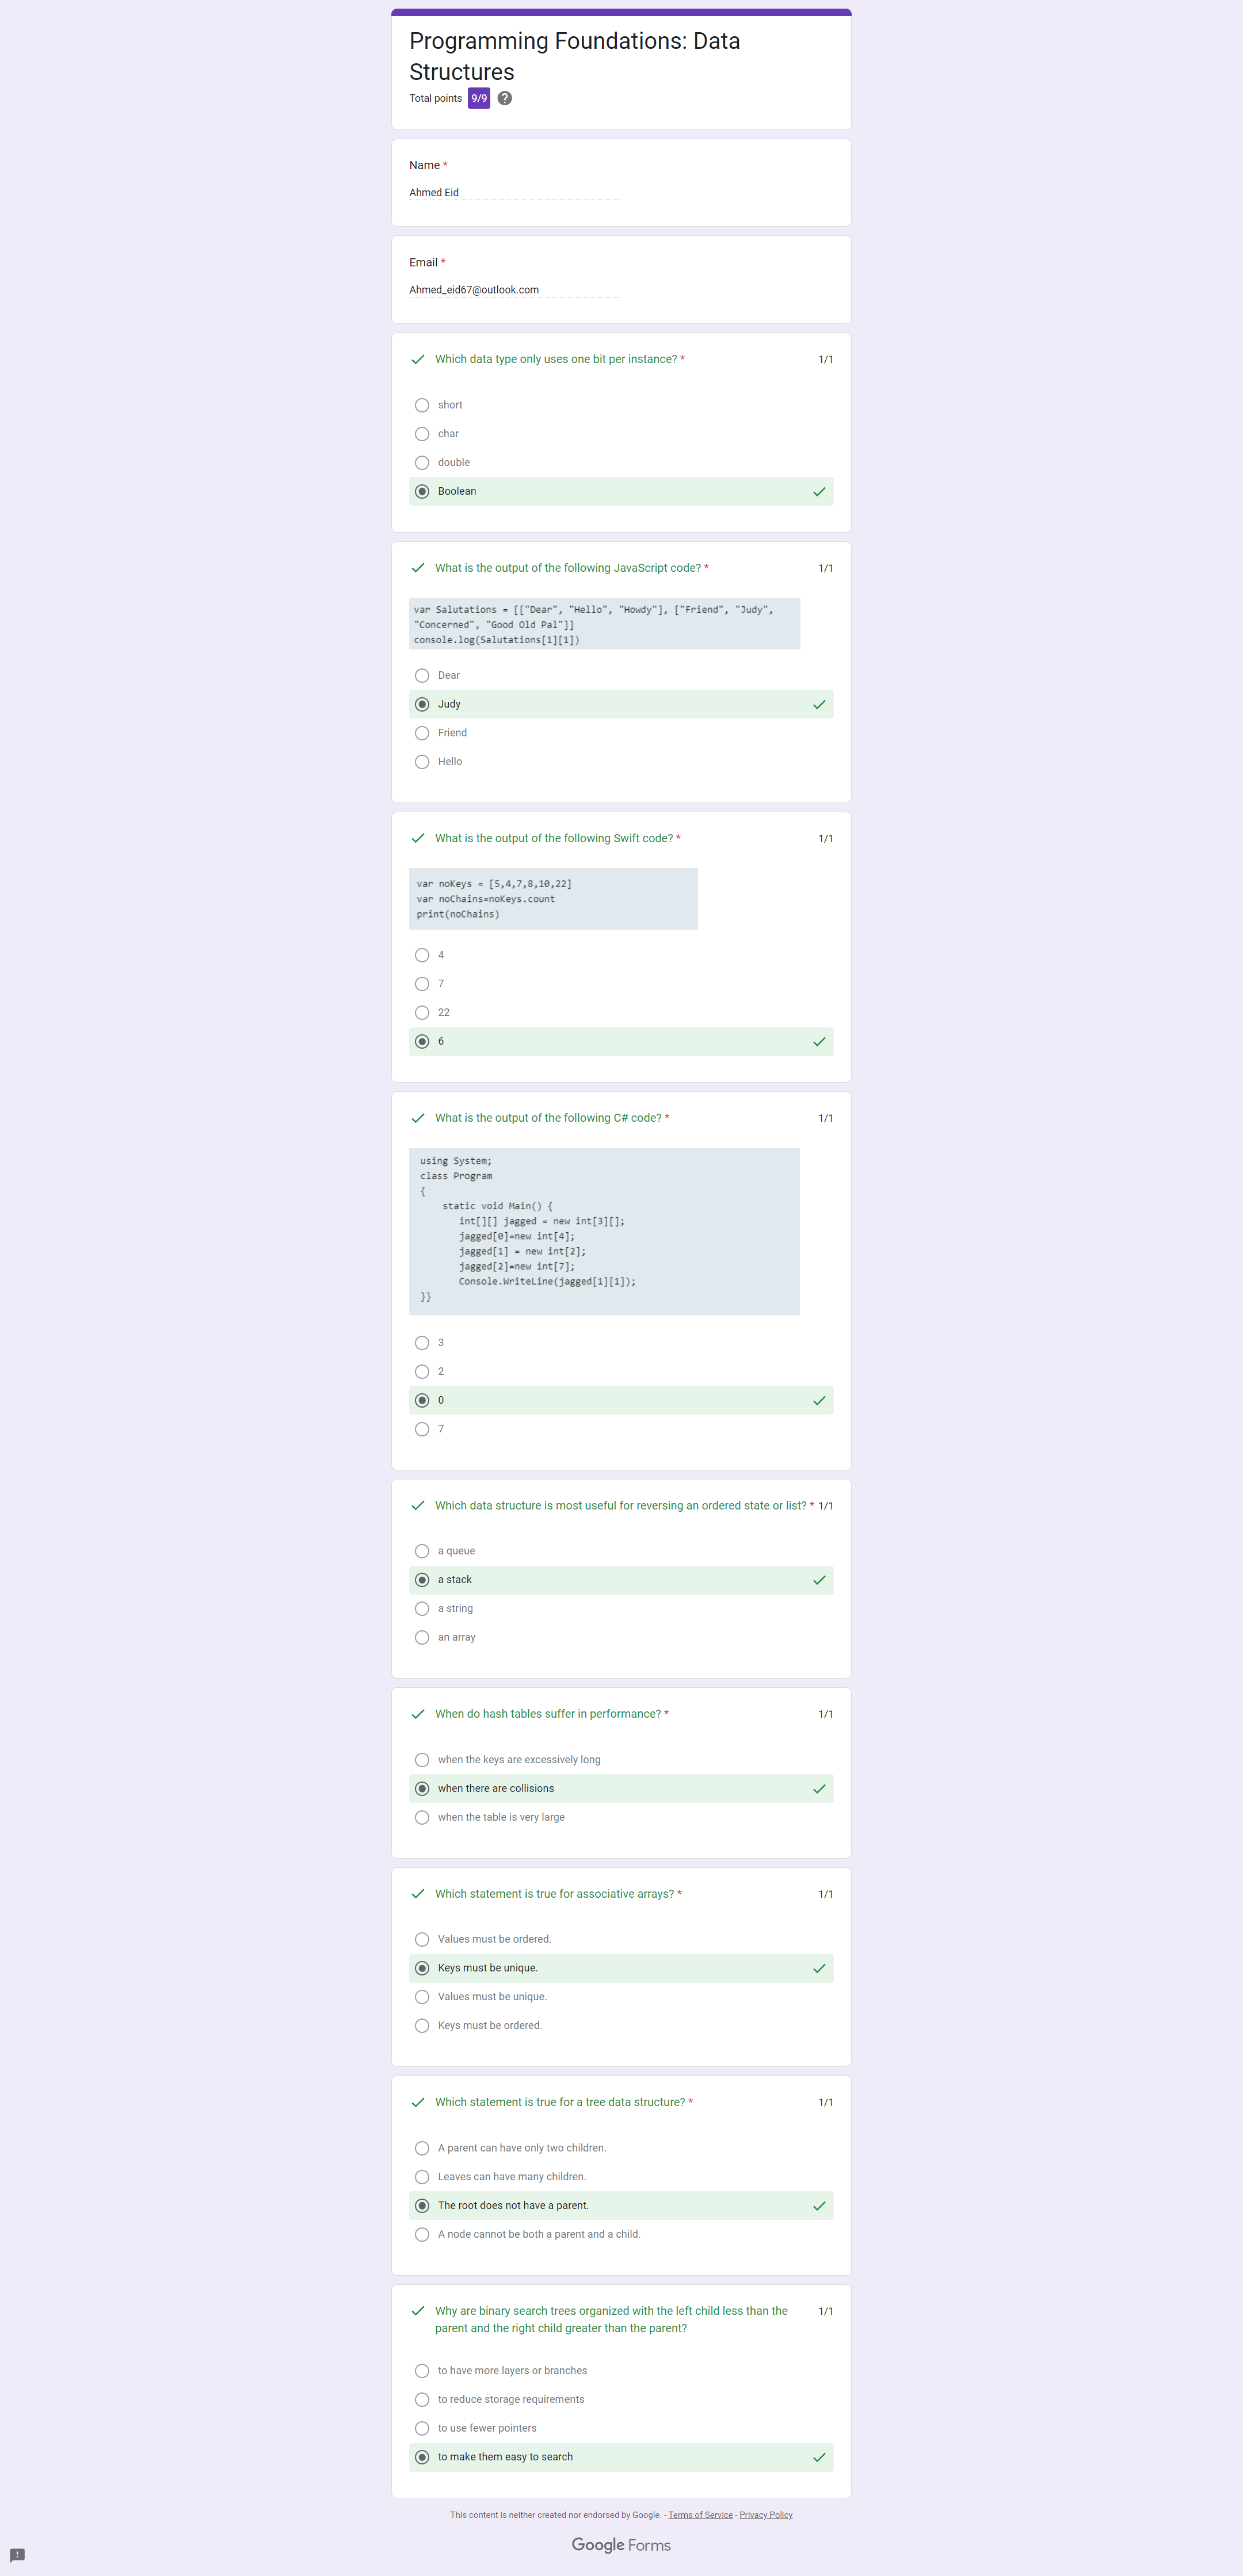 Programming Foundations: Data
Structures
Total points 9/9 ?
Name *
Ahmed Eid
Email *
Ahmed_eid67@outlook.com
Which data type only uses one bit per instance? * 1/1
short
char
double
Boolean
What is the output of the following JavaScript code? * 1/1
var Salutations = [["Dear", "Hello", "Howdy"], ["Friend", "Judy",
"Concerned", "Good Old Pal"]]
console.log(Salutations[1][1])
Dear
Judy
Friend
Hello
What is the output of the following Swift code? * 1/1
var noKeys = [5,4,7,8,10,22]
var noChains=noKeys.count
print(noChains)
4
7
22
6
What is the output of the following C# code? * 1/1
using System;
class Program
{
static void Main() {
int[][] jagged = new int[3][];
jagged[0]=new int[4];
jagged[1] = new int[2];
jagged[2]=new int[7];
Console.WriteLine(jagged[1][1]);
}}
3
2
0
7
Which data structure is most useful for reversing an ordered state or list? * 1/1
a queue
a stack
a string
an array
When do hash tables suffer in performance? * 1/1
when the keys are excessively long
when there are collisions
when the table is very large
Which statement is true for associative arrays? * 1/1
Values must be ordered.
Keys must be unique.
Values must be unique.
Keys must be ordered.
Which statement is true for a tree data structure? * 1/1
A parent can have only two children.
Leaves can have many children.
The root does not have a parent.
A node cannot be both a parent and a child.
Why are binary search trees organized with the left child less than the 1/1
parent and the right child greater than the parent?
to have more layers or branches
to reduce storage requirements
to use fewer pointers
to make them easy to search
This content is neither created nor endorsed by Google. - Terms of Service - Privacy Policy
Google Forms